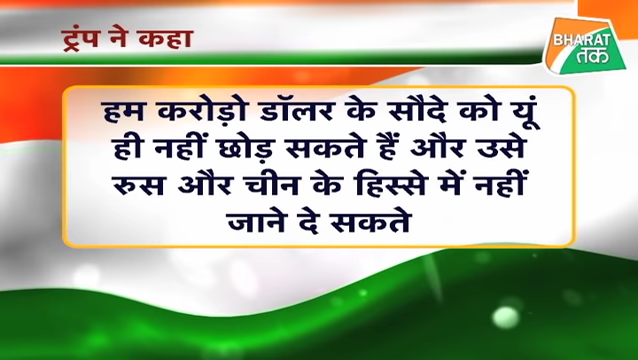 ट्रंप ने कहा
BHARAT
तक
हम करोड़ो डॉलर के सौदे को यूं
ही नहीं छोड़ सकते हैं और उसे
रुस और चीन के हिस्से में नहीं
जाने दे सकते